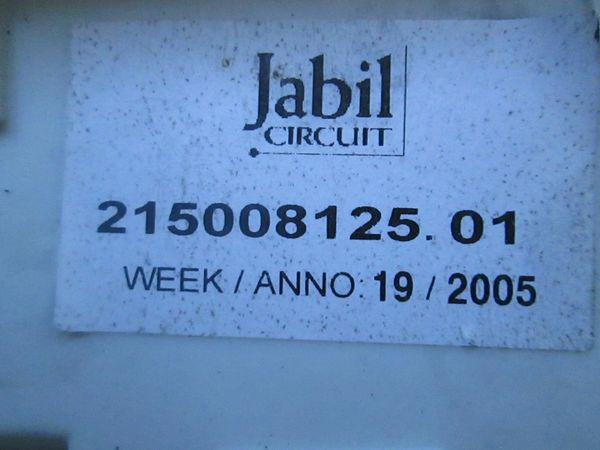 Jabil
CIRCUIT
215008125.01
WEEK / ANNO: 19 / 2005